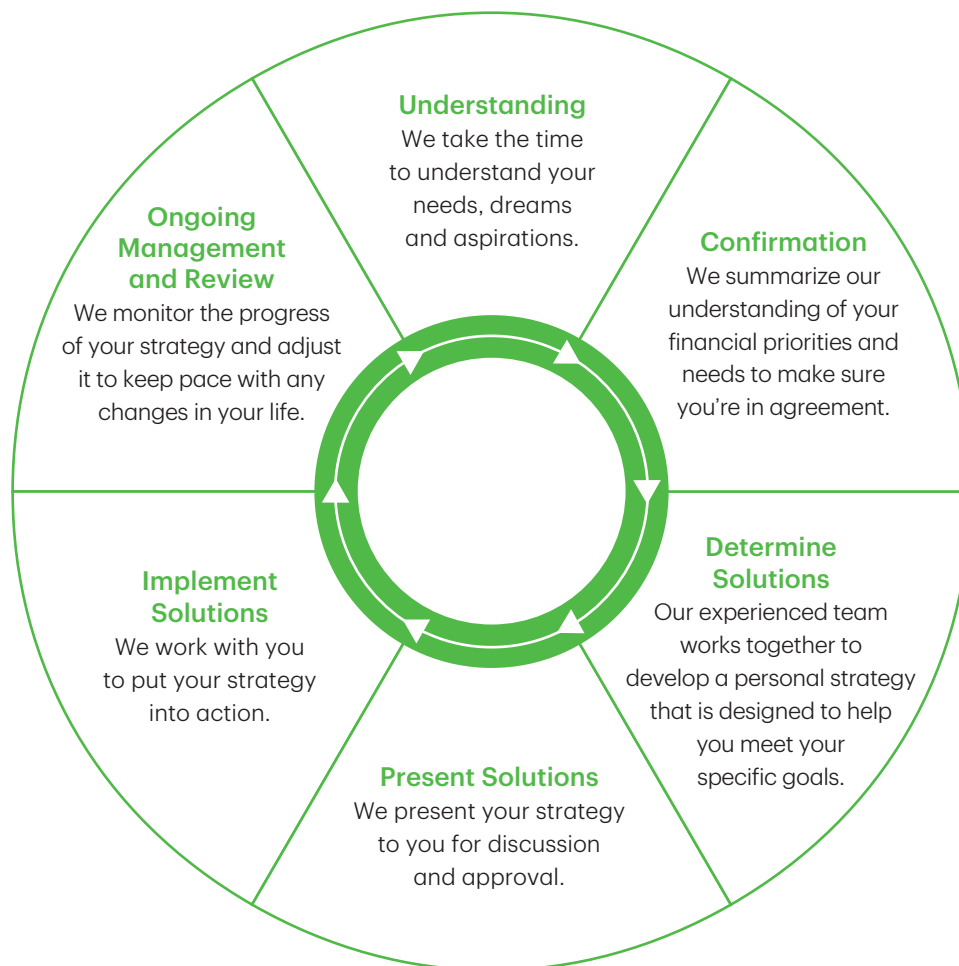 Understanding
We take the time
to understand your
needs, dreams
and aspirations.
Confirmation
We summarize our
understanding of your
financial priorities and
needs to make sure
you're in agreement.
Determine
Solutions
Our experienced team
works together to
develop a personal strategy
that is designed to help
you meet your
specific goals.
Present Solutions
We present your strategy
to you for discussion
and approval.
Implement
Solutions
We work with you
to put your strategy
into action.
Ongoing
Management
and Review
We monitor the progress
of your strategy and adjust
it to keep pace with any
changes in your life.